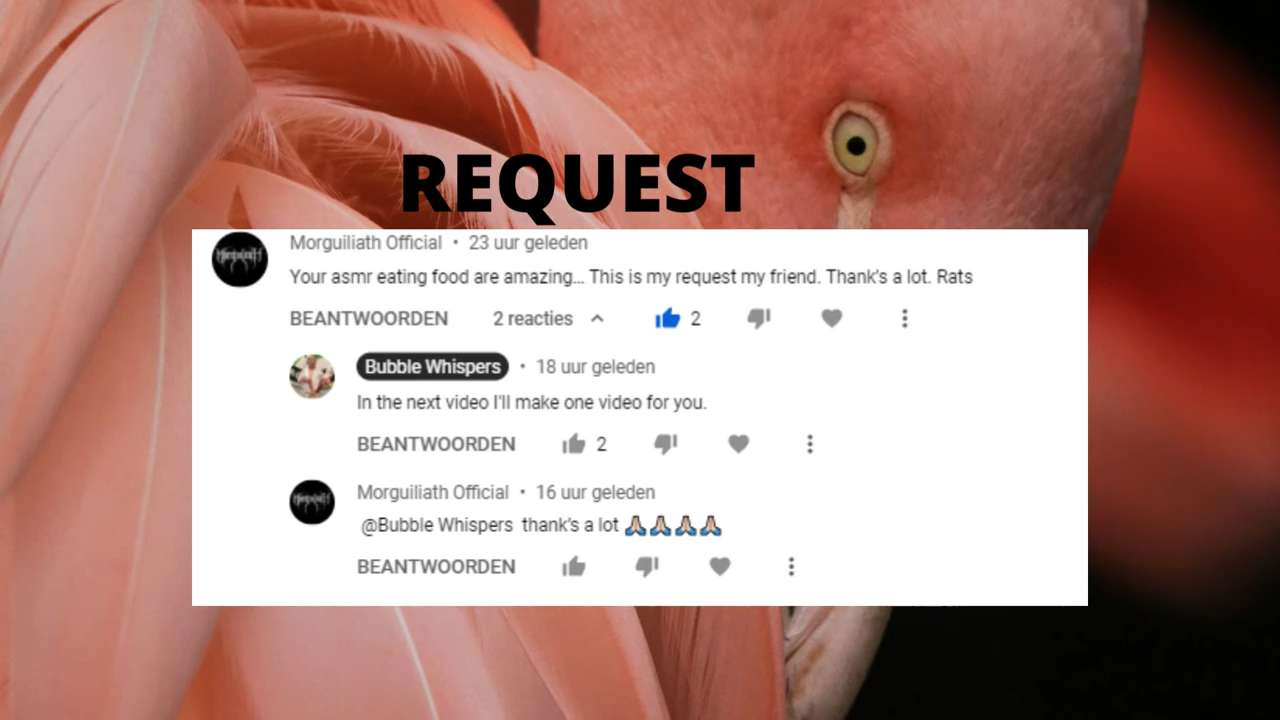 REQUEST
Morguiliath Official • 23 uur geleden
Your asmr eating food are amazing... This is my request my friend. Thank's a lot. Rats
BEANTWOORDEN 2 reacties 2
Bubble Whispers • 18 uur geleden
In the next video I'll make one video for you.
BEANTWOORDEN 2
Morguiliath Official • 16 uur geleden
@Bubble Whispers thank's a lot 🙏🏻🙏🏻🙏🏻🙏🏻
BEANTWOORDEN